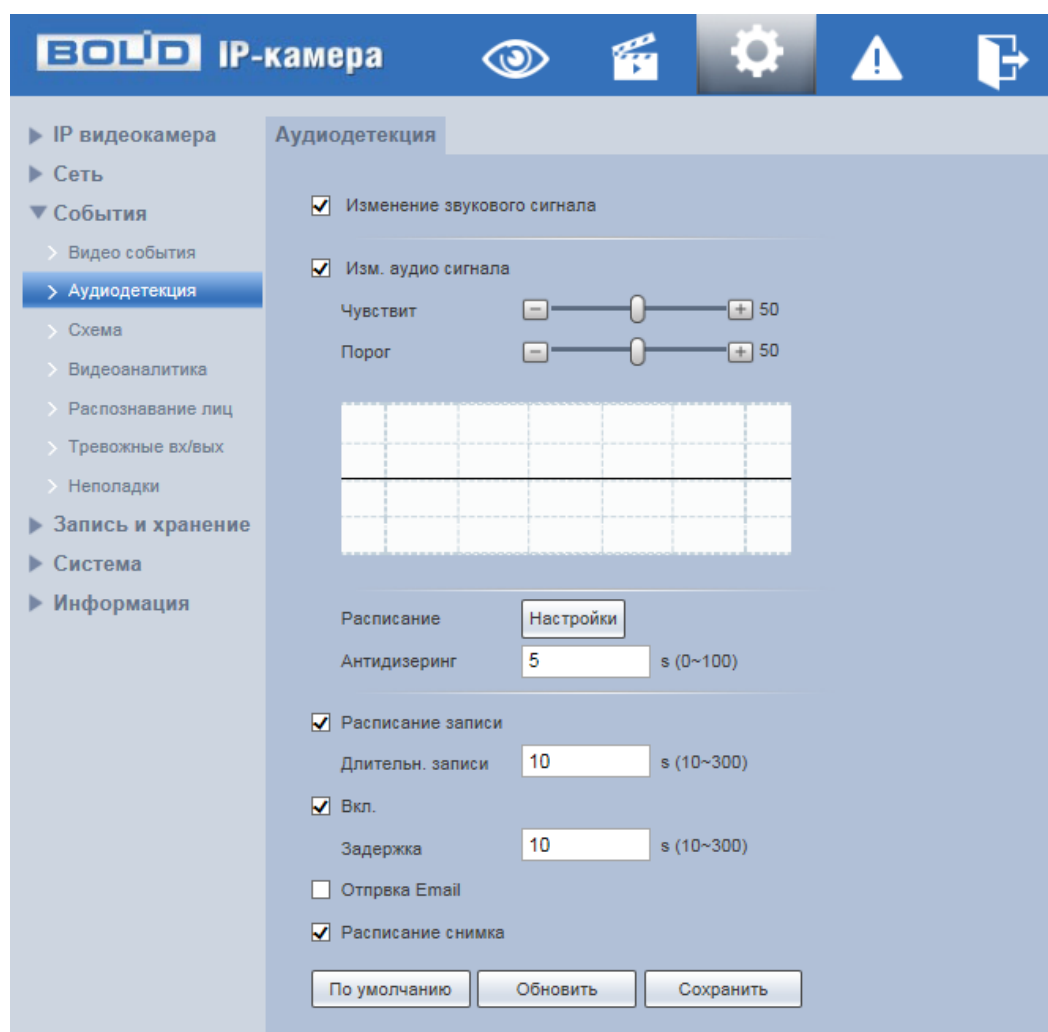 BOLID IP-камера
IP видеокамера
Сеть
События
Видео события
Аудиодетекция
Схема
Видеоаналитика
Распознавание лиц
Тревожные вх/вых
Неполадки
Запись и хранение
Система
Информация
Аудиодетекция
Изменение звукового сигнала
Изм. аудио сигнала
Чувствит 50
Порог 50
Расписание Настройки
Антидизеринг 5 s (0~100)
Расписание записи
Длительн. записи 10 s (10~300)
Вкл.
Задержка 10 s (10~300)
Отпрвка Email
Расписание снимка
По умолчанию Обновить Сохранить